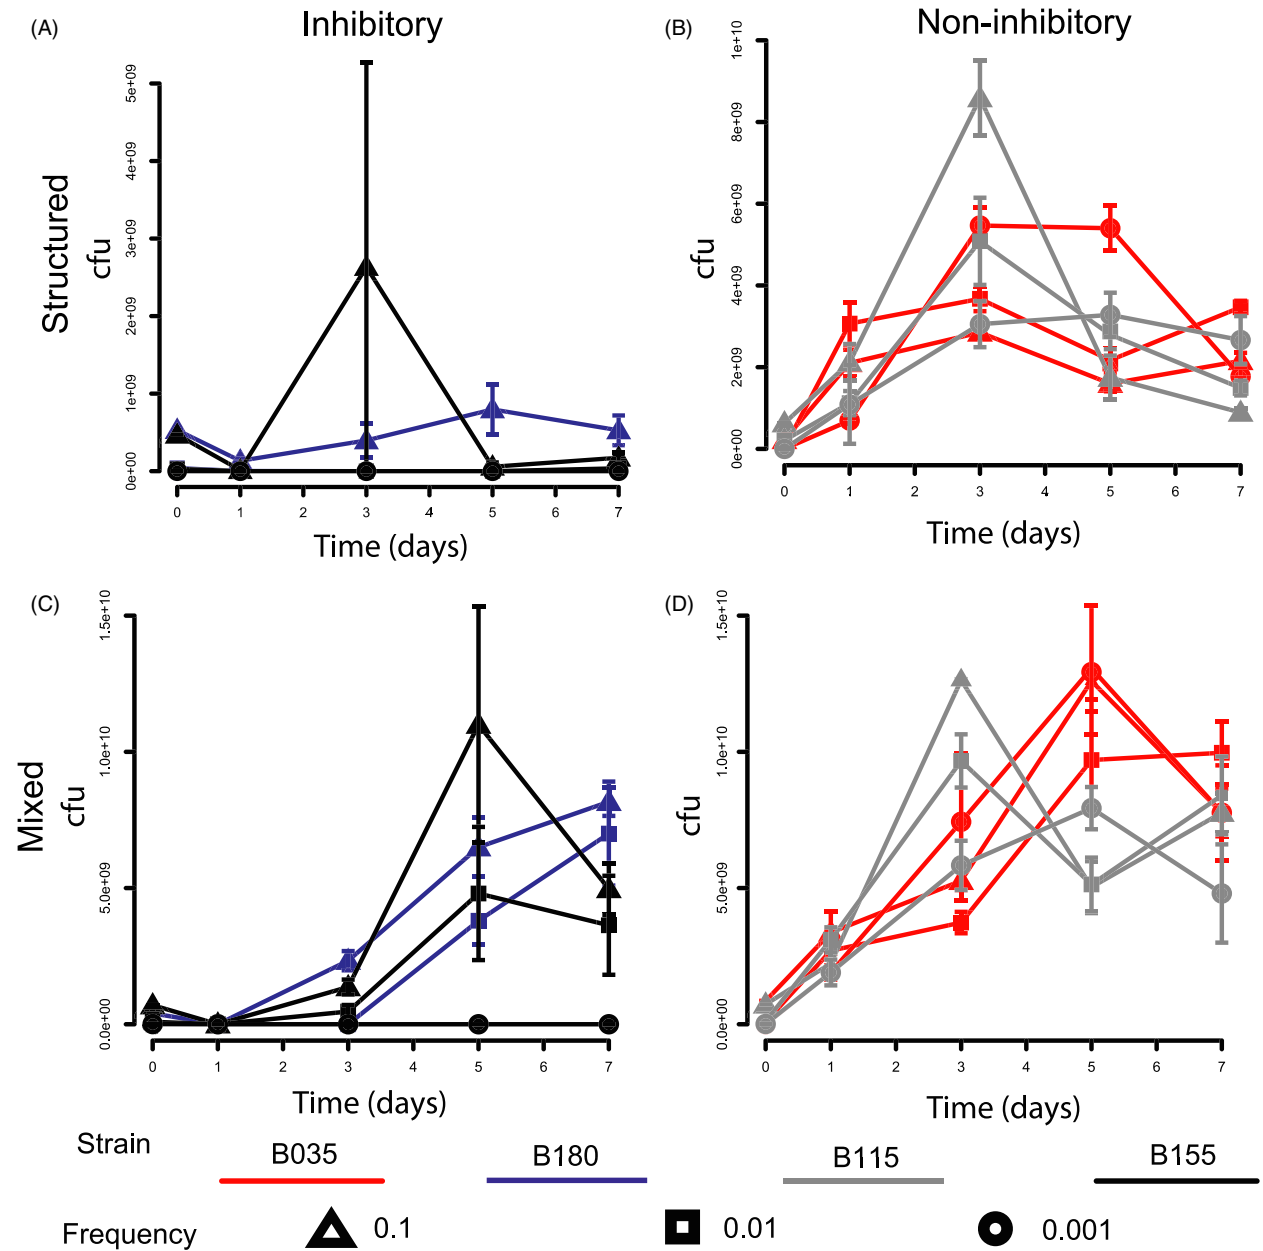 (A) Inhibitory
(B) Non-inhibitory
Structured
cfu
0e+00 1e+09 2e+09 3e+09 4e+09 5e+09
0 1 2 3 4 5 6 7
Time (days)
cfu
0e+00 2e+09 4e+09 6e+09 8e+09 1e+10
0 1 2 3 4 5 6 7
Time (days)
(C)
(D)
Mixed
cfu
0.0e+00 5.0e+09 1.0e+10 1.5e+10
0 1 2 3 4 5 6 7
Time (days)
cfu
0.0e+00 5.0e+09 1.0e+10 1.5e+10
0 1 2 3 4 5 6 7
Time (days)
Strain B035 B180 B115 B155
Frequency 0.1 0.01 0.001